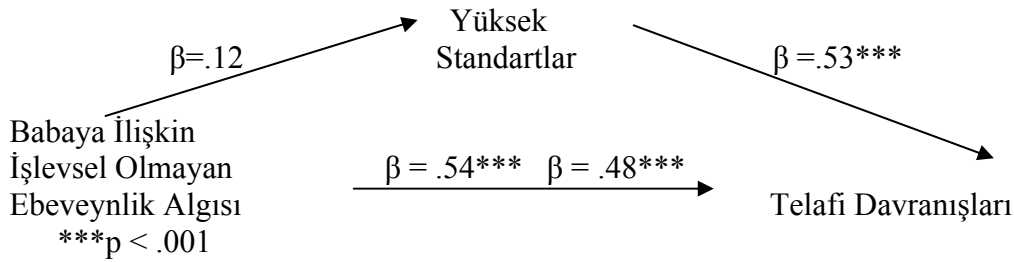 Yüksek
Standartlar
β=.12
β =.53***
Babaya İlişkin
İşlevsel Olmayan
Ebeveynlik Algısı
β = .54*** β = .48***
Telafi Davranışları
***p < .001